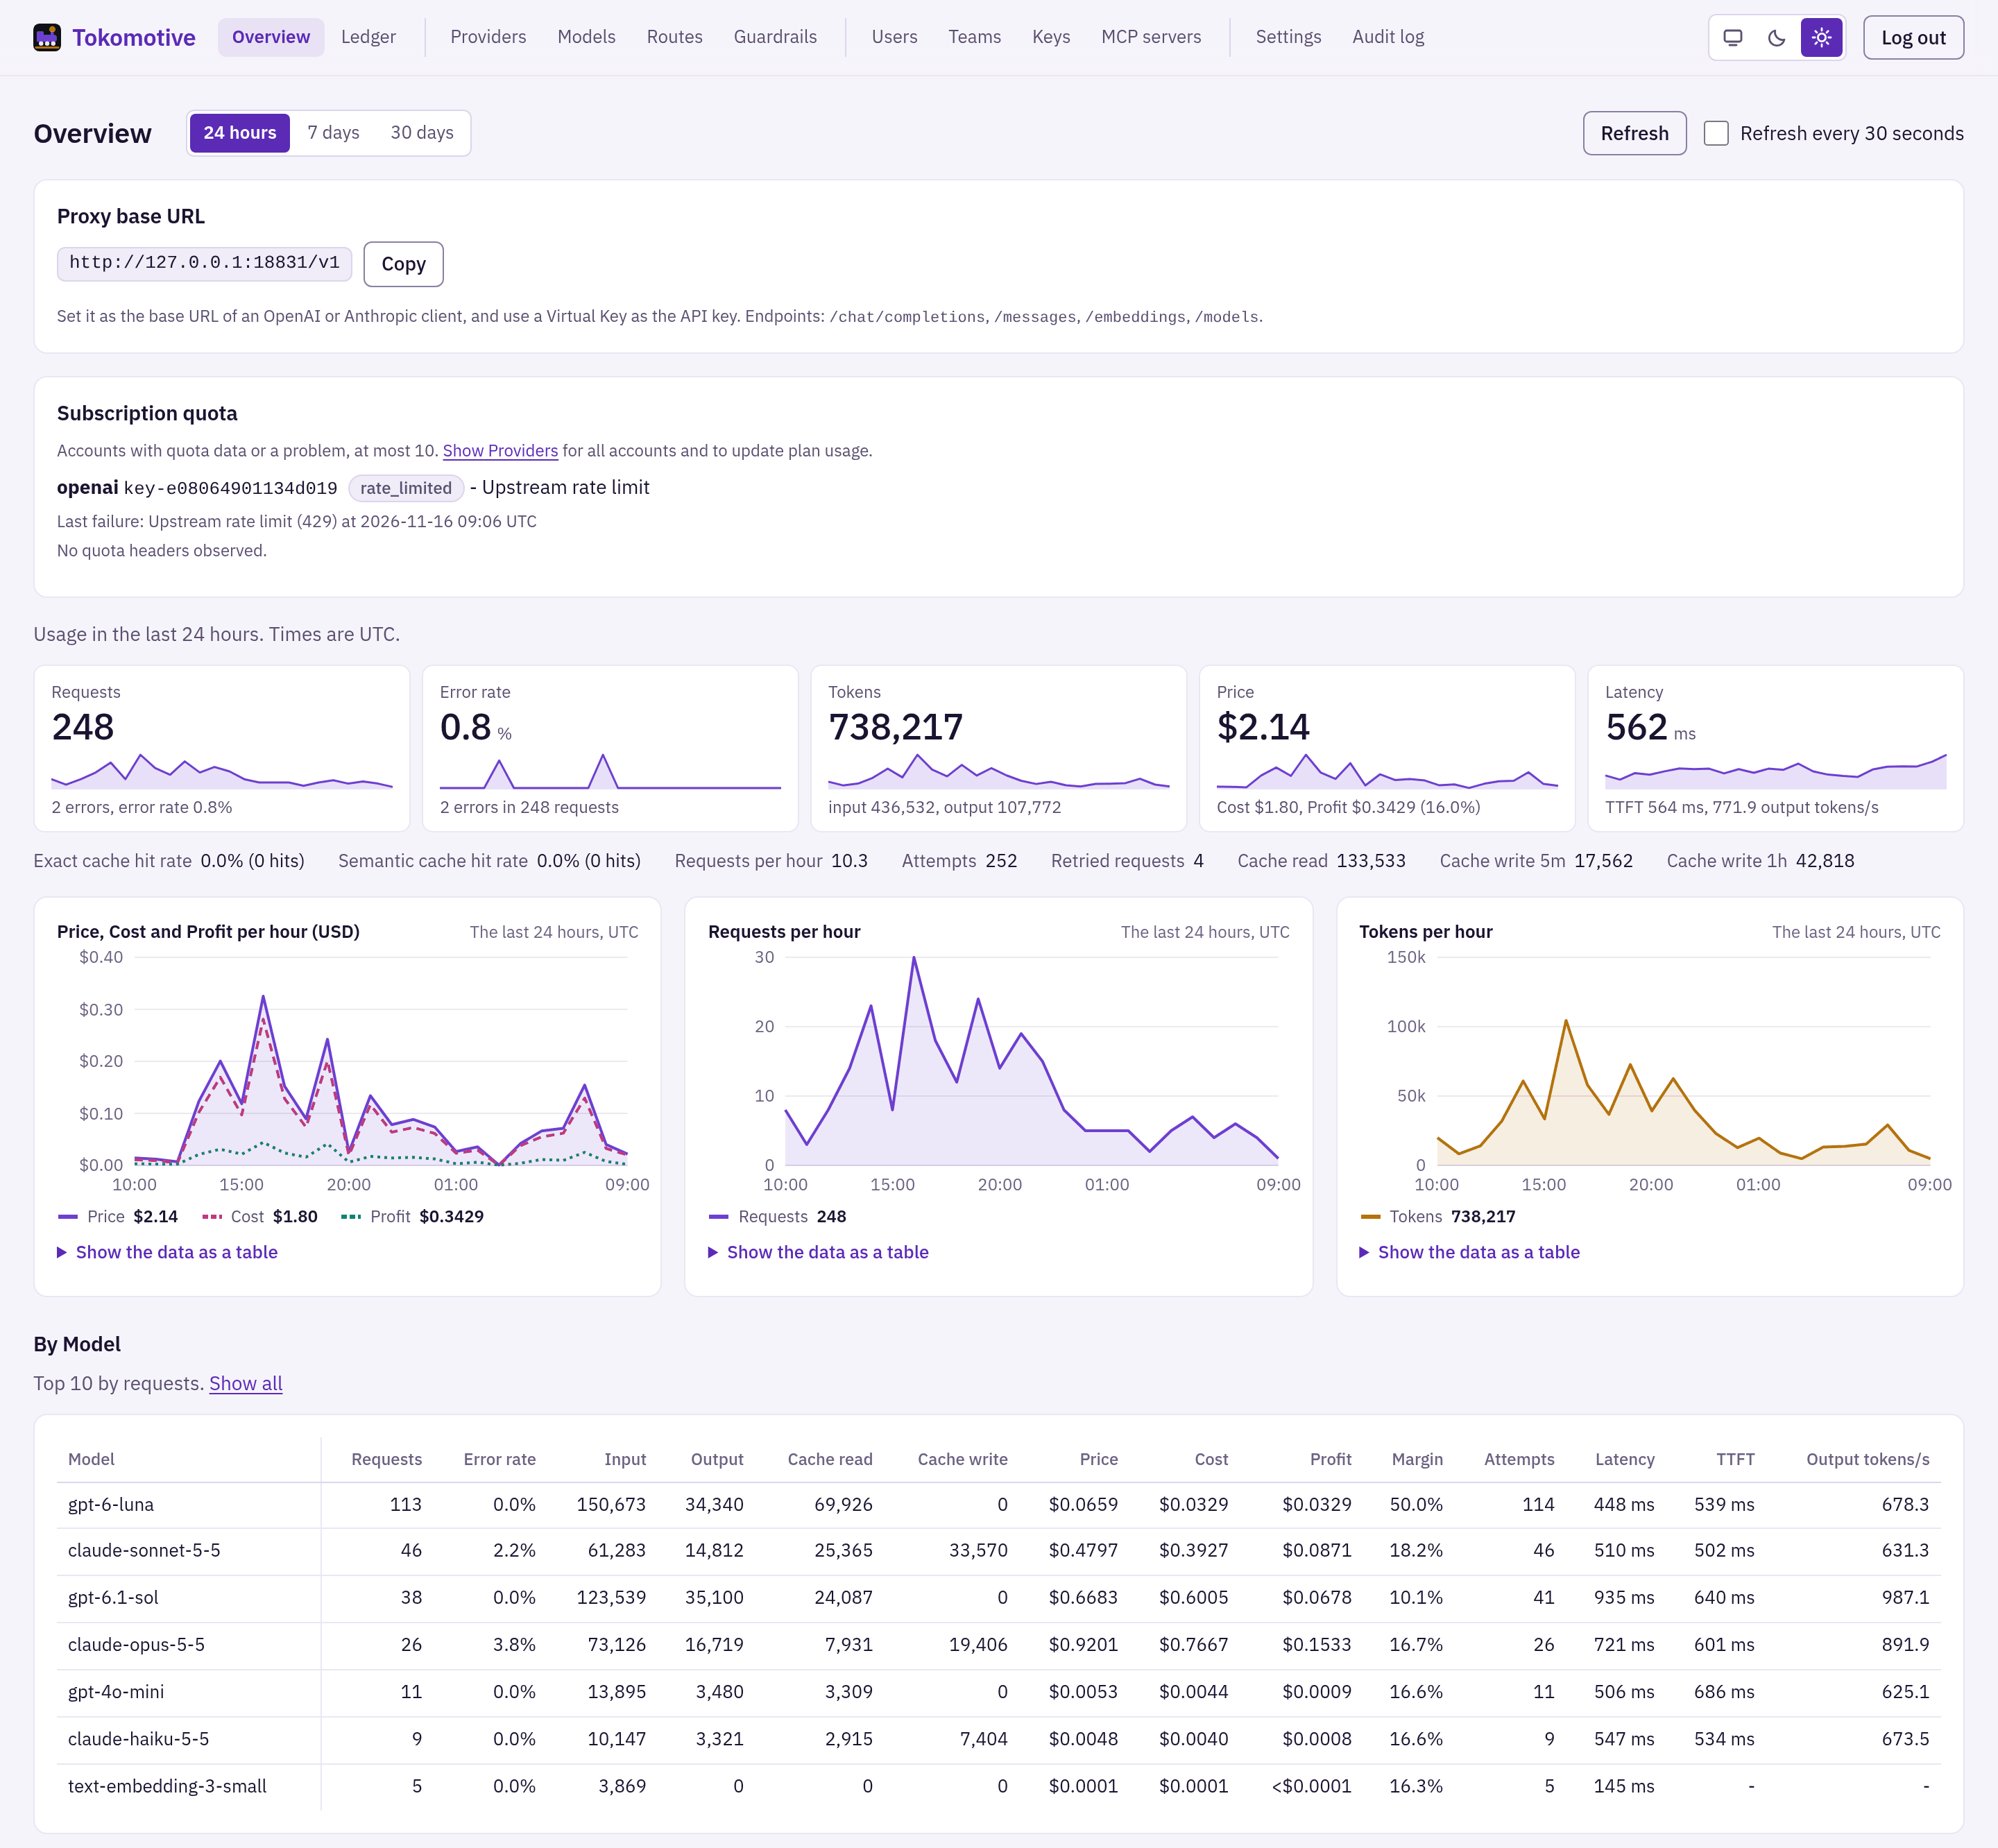 Tokomotive Overview Ledger Providers Models Routes Guardrails Users Teams Keys MCP servers Settings Audit log Log out
Overview 24 hours 7 days 30 days Refresh Refresh every 30 seconds
Proxy base URL
http://127.0.0.1:18831/v1 Copy
Set it as the base URL of an OpenAI or Anthropic client, and use a Virtual Key as the API key. Endpoints: /chat/completions, /messages, /embeddings, /models.
Subscription quota
Accounts with quota data or a problem, at most 10. Show Providers for all accounts and to update plan usage.
openai key-e08064901134d019 rate_limited - Upstream rate limit
Last failure: Upstream rate limit (429) at 2026-11-16 09:06 UTC
No quota headers observed.
Usage in the last 24 hours. Times are UTC.
Requests
248
2 errors, error rate 0.8%
Error rate
0.8 %
2 errors in 248 requests
Tokens
738,217
input 436,532, output 107,772
Price
$2.14
Cost $1.80, Profit $0.3429 (16.0%)
Latency
562 ms
TTFT 564 ms, 771.9 output tokens/s
Exact cache hit rate 0.0% (0 hits) Semantic cache hit rate 0.0% (0 hits) Requests per hour 10.3 Attempts 252 Retried requests 4 Cache read 133,533 Cache write 5m 17,562 Cache write 1h 42,818
Price, Cost and Profit per hour (USD) The last 24 hours, UTC
$0.40
$0.30
$0.20
$0.10
$0.00
10:00 15:00 20:00 01:00 09:00
Price $2.14 Cost $1.80 Profit $0.3429
Show the data as a table
Requests per hour The last 24 hours, UTC
30
20
10
0
10:00 15:00 20:00 01:00 09:00
Requests 248
Show the data as a table
Tokens per hour The last 24 hours, UTC
150k
100k
50k
0
10:00 15:00 20:00 01:00 09:00
Tokens 738,217
Show the data as a table
By Model
Top 10 by requests. Show all
Model Requests Error rate Input Output Cache read Cache write Price Cost Profit Margin Attempts Latency TTFT Output tokens/s
gpt-6-luna 113 0.0% 150,673 34,340 69,926 0 $0.0659 $0.0329 $0.0329 50.0% 114 448 ms 539 ms 678.3
claude-sonnet-5-5 46 2.2% 61,283 14,812 25,365 33,570 $0.4797 $0.3927 $0.0871 18.2% 46 510 ms 502 ms 631.3
gpt-6.1-sol 38 0.0% 123,539 35,100 24,087 0 $0.6683 $0.6005 $0.0678 10.1% 41 935 ms 640 ms 987.1
claude-opus-5-5 26 3.8% 73,126 16,719 7,931 19,406 $0.9201 $0.7667 $0.1533 16.7% 26 721 ms 601 ms 891.9
gpt-4o-mini 11 0.0% 13,895 3,480 3,309 0 $0.0053 $0.0044 $0.0009 16.6% 11 506 ms 686 ms 625.1
claude-haiku-5-5 9 0.0% 10,147 3,321 2,915 7,404 $0.0048 $0.0040 $0.0008 16.6% 9 547 ms 534 ms 673.5
text-embedding-3-small 5 0.0% 3,869 0 0 0 $0.0001 $0.0001 <$0.0001 16.3% 5 145 ms - -